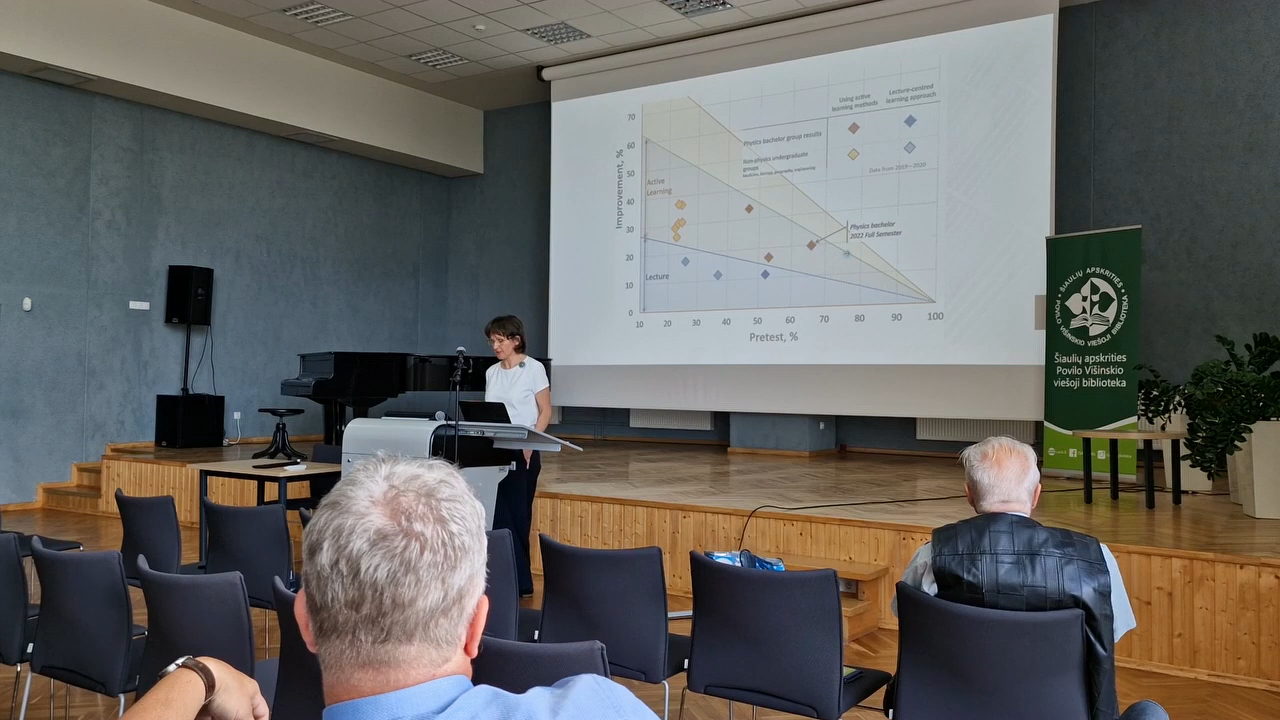 Using active
learning methods
Lecture-centred
learning approach
Physics bachelor group results
Non-physics undergraduate
groups
Data from 2019–2020
Improvement, %
70
60
50
40
30
20
10
0
Active
Learning
Lecture
Physics bachelor
2022 Full Semester
10
20
30
40
50
60
70
80
90
100
Pretest, %
ŠIAULIŲ APSKRITIES
POVILO VIŠINSKIO VIEŠOJI BIBLIOTEKA
Šiaulių apskrities
Povilo Višinskio
viešoji biblioteka